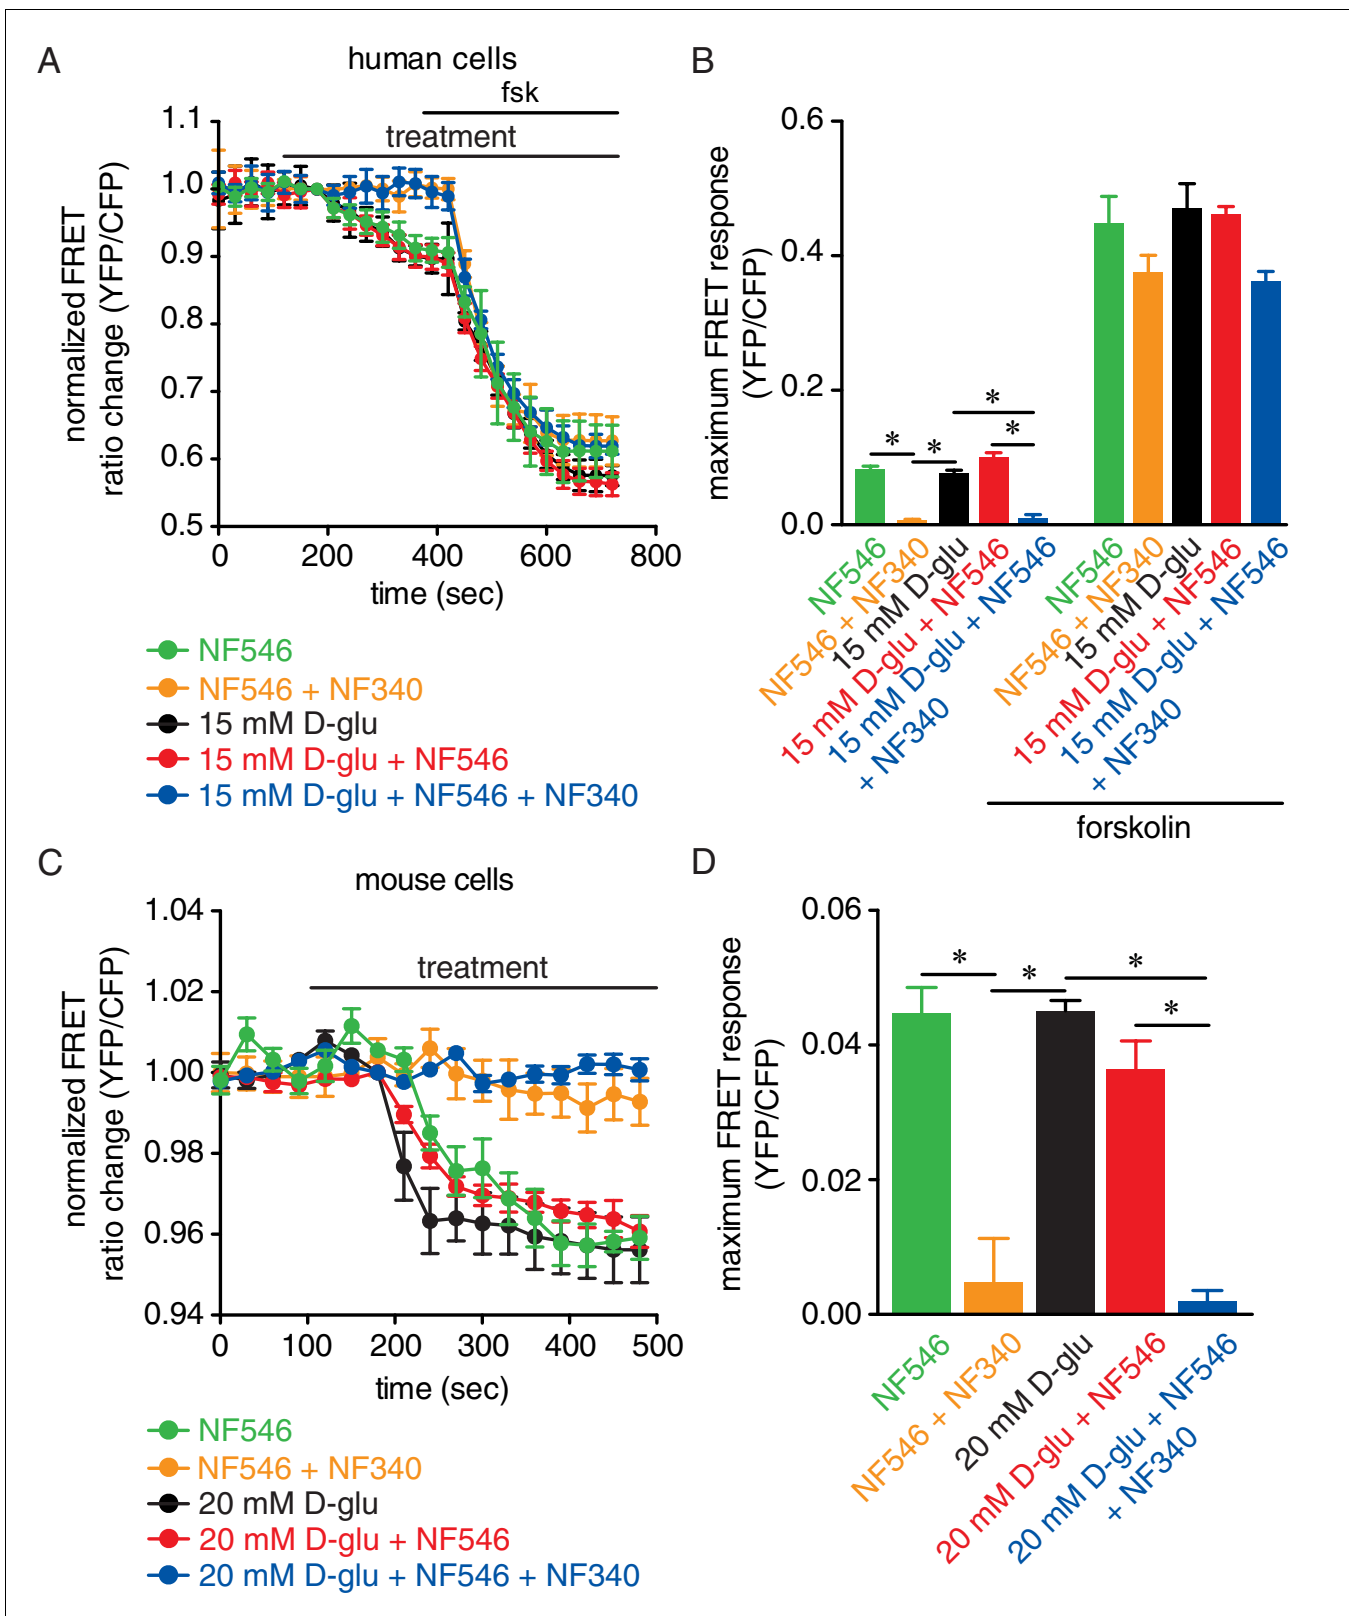 A
human cells
fsk
treatment
normalized FRET
ratio change (YFP/CFP)
1.1
1.0
0.9
0.8
0.7
0.6
0.5
0 200 400 600 800
time (sec)
NF546
NF546 + NF340
15 mM D-glu
15 mM D-glu + NF546
15 mM D-glu + NF546 + NF340
B
maximum FRET response
(YFP/CFP)
0.6
0.4
0.2
0.0
* * * *
NF546
NF546 + NF340
15 mM D-glu
15 mM D-glu + NF546
15 mM D-glu + NF546
+ NF340
NF546
NF546 + NF340
15 mM D-glu
15 mM D-glu + NF546
15 mM D-glu + NF546
+ NF340
forskolin
C
mouse cells
treatment
normalized FRET
ratio change (YFP/CFP)
1.04
1.02
1.00
0.98
0.96
0.94
0 100 200 300 400 500
time (sec)
NF546
NF546 + NF340
20 mM D-glu
20 mM D-glu + NF546
20 mM D-glu + NF546 + NF340
D
maximum FRET response
(YFP/CFP)
0.06
0.04
0.02
0.00
* * * *
NF546
NF546 + NF340
20 mM D-glu
20 mM D-glu + NF546
20 mM D-glu + NF546
+ NF340